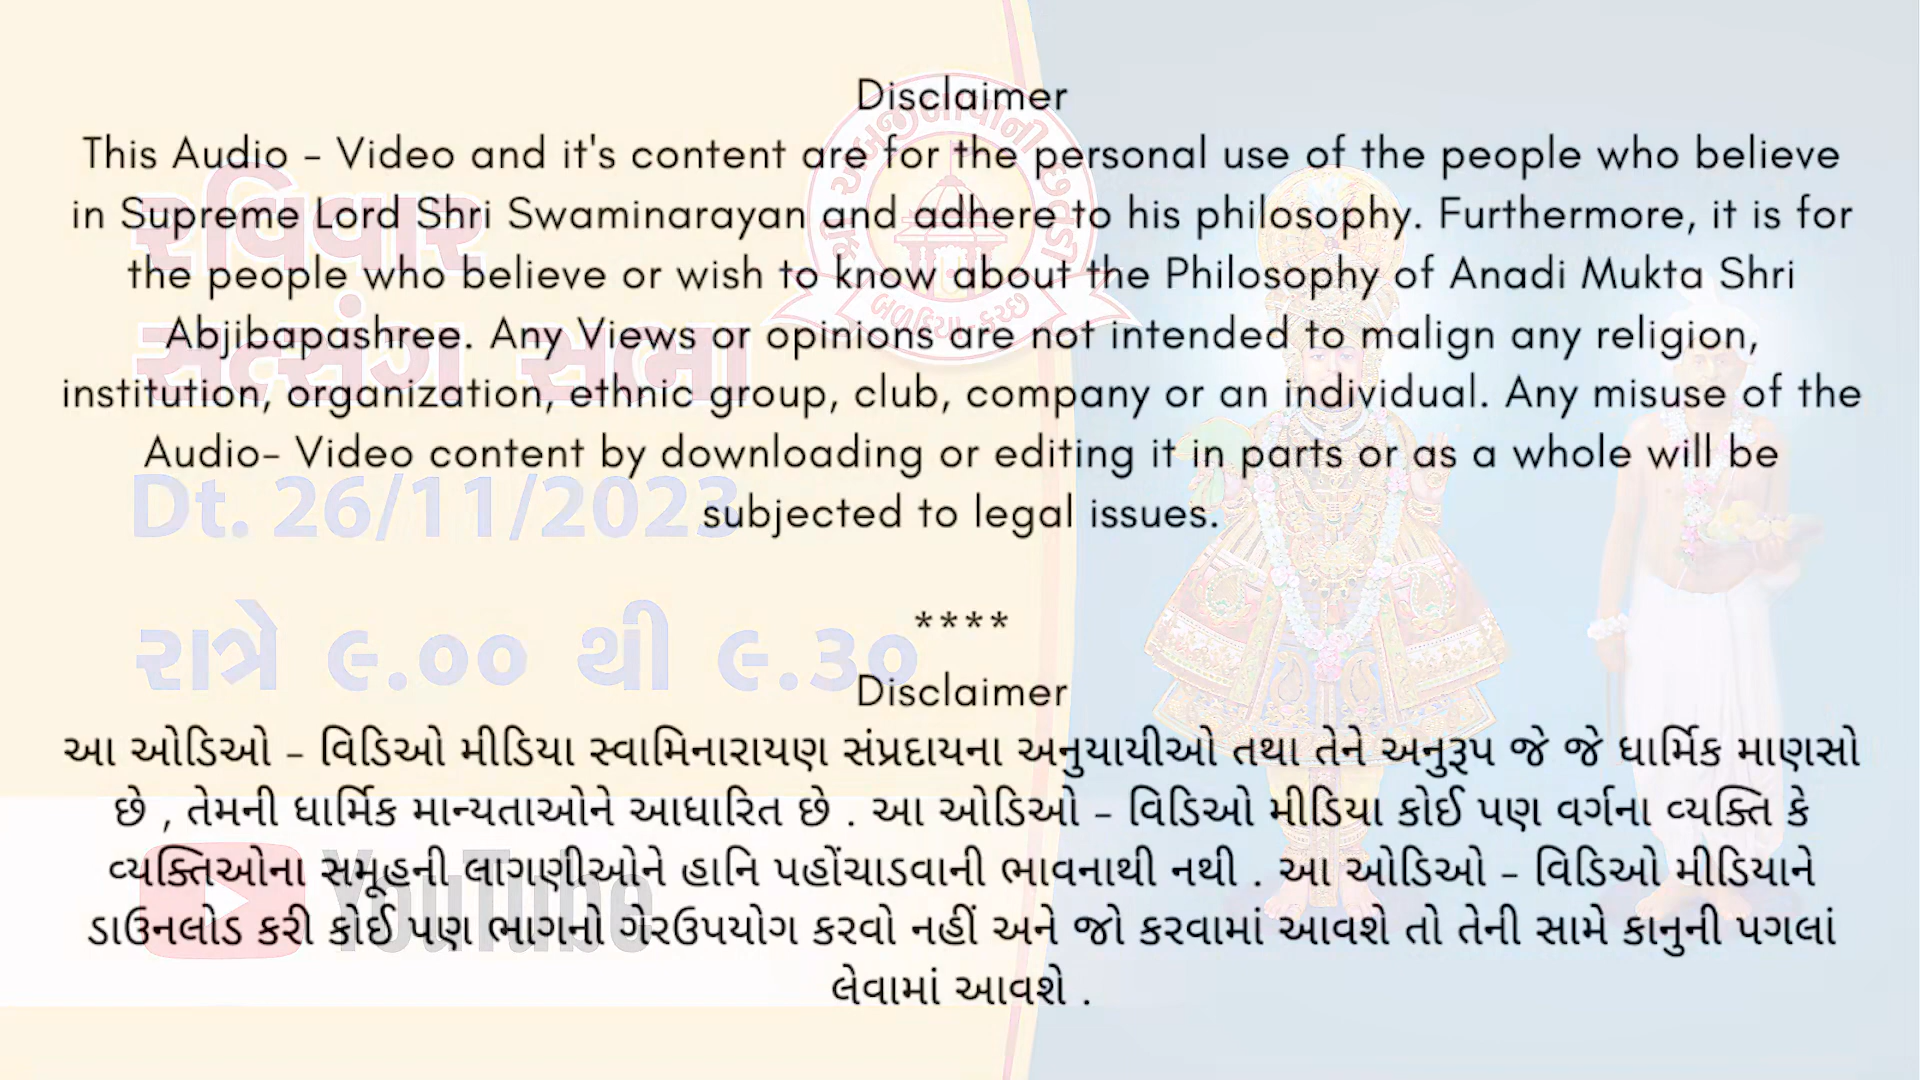 Disclaimer
This Audio - Video and it's content are for the personal use of the people who believe
in Supreme Lord Shri Swaminarayan and adhere to his philosophy. Furthermore, it is for
the people who believe or wish to know about the Philosophy of Anadi Mukta Shri
Abjibapashree. Any Views or opinions are not intended to malign any religion,
institution, organization, ethnic group, club, company or an individual. Any misuse of the
Audio- Video content by downloading or editing it in parts or as a whole will be
subjected to legal issues.
****
Disclaimer
આ ઓડિઓ - વિડિઓ મીડિયા સ્વામિનારાયણ સંપ્રદાયના અનુયાયીઓ તથા તેને અનુરૂપ જે જે ધાર્મિક માણસો
છે , તેમની ધાર્મિક માન્યતાઓને આધારિત છે . આ ઓડિઓ - વિડિઓ મીડિયા કોઈ પણ વર્ગના વ્યક્તિ કે
વ્યક્તિઓના સમૂહની લાગણીઓને હાનિ પહોંચાડવાની ભાવનાથી નથી . આ ઓડિઓ - વિડિઓ મીડિયાને
ડાઉનલોડ કરી કોઈ પણ ભાગનો ગેરઉપયોગ કરવો નહીં અને જો કરવામાં આવશે તો તેની સામે કાનુની પગલાં
લેવામાં આવશે .
રવિવાર
સત્સંગ સભા
Dt. 26/11/2023
રાત્રે ૯.૦૦ થી ૯.૩૦
YouTube